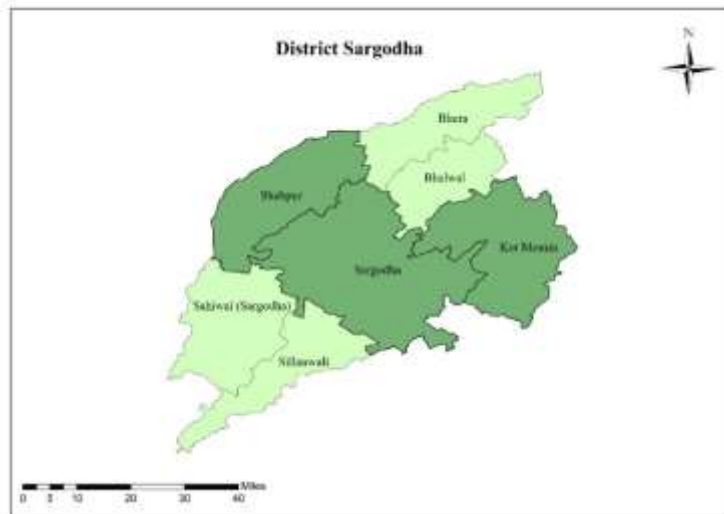 District Sargodha
N
Bhera
Bhalwal
Shahpur
Kot Momin
Sargodha
Sahiwal (Sargodha)
Sillanwali
Miles
0 5 10 20 30 40